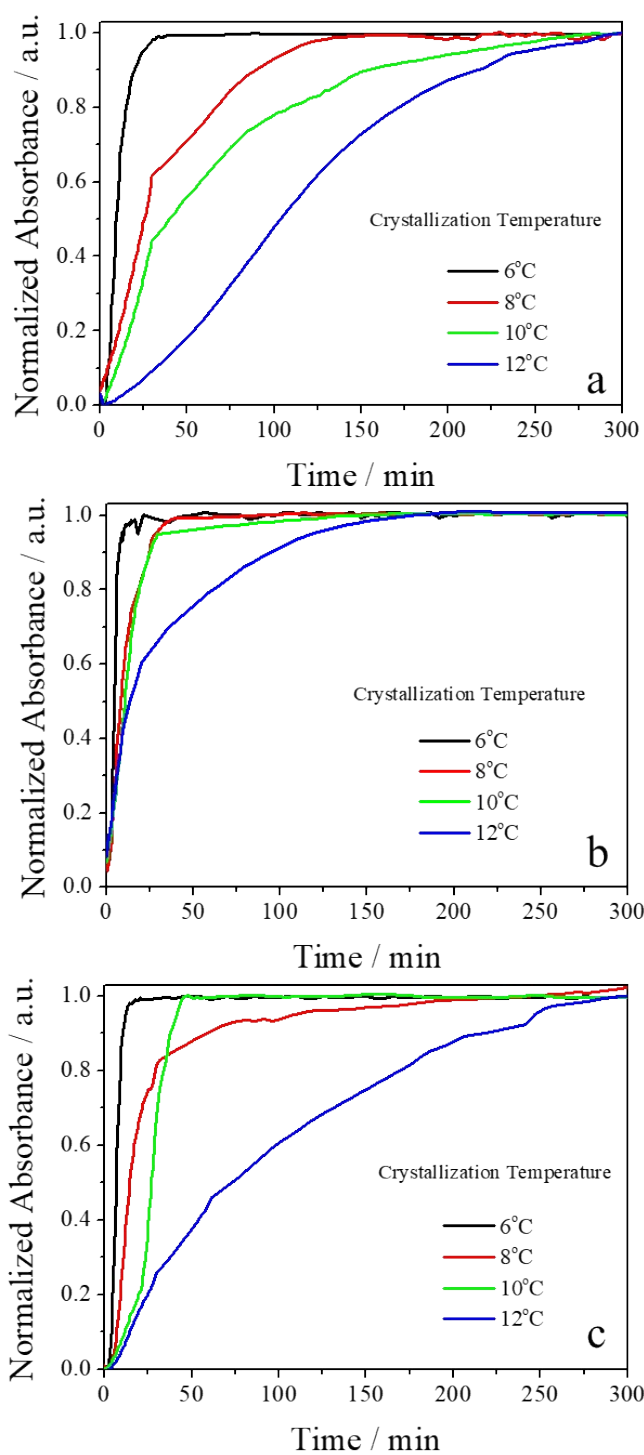 Normalized Absorbance / a.u.
1.0
0.8
0.6
0.4
0.2
0.0
Crystallization Temperature
6°C
8°C
10°C
12°C
a
0 50 100 150 200 250 300
Time / min
Normalized Absorbance / a.u.
1.0
0.8
0.6
0.4
0.2
0.0
Crystallization Temperature
6°C
8°C
10°C
12°C
b
0 50 100 150 200 250 300
Time / min
Normalized Absorbance / a.u.
1.0
0.8
0.6
0.4
0.2
0.0
Crystallization Temperature
6°C
8°C
10°C
12°C
c
0 50 100 150 200 250 300
Time / min